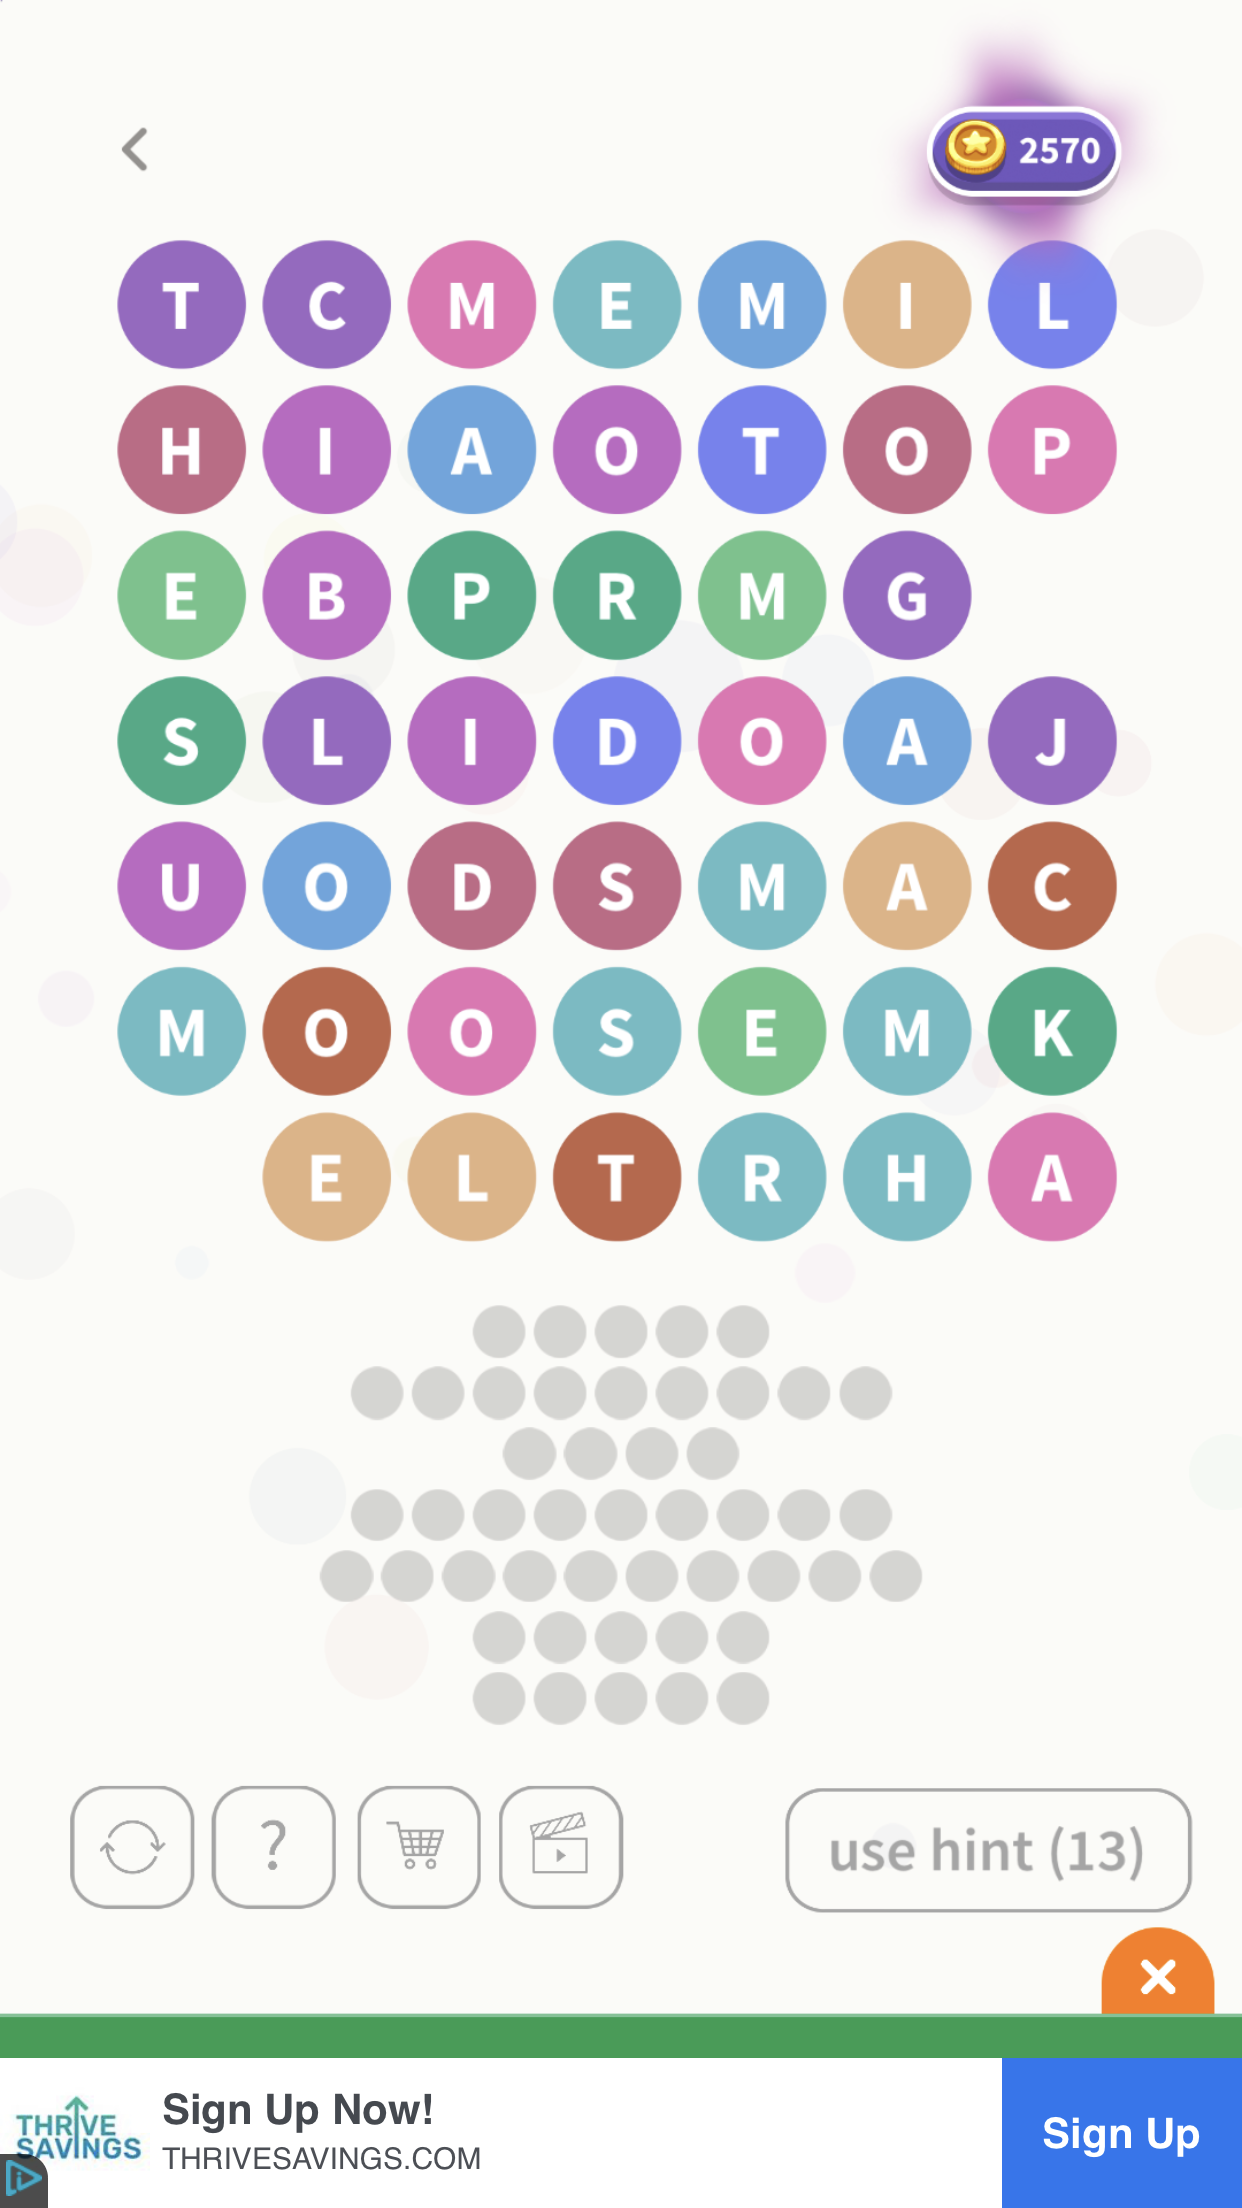 2570
T C M E M I L
H I A O T O P
E B P R M G
S L I D O A J
U O D S M A C
M O O S E M K
E L T R H A
?
use hint (13)
Sign Up Now!
THRIVE
SAVINGS
THRIVESAVINGS.COM
Sign Up